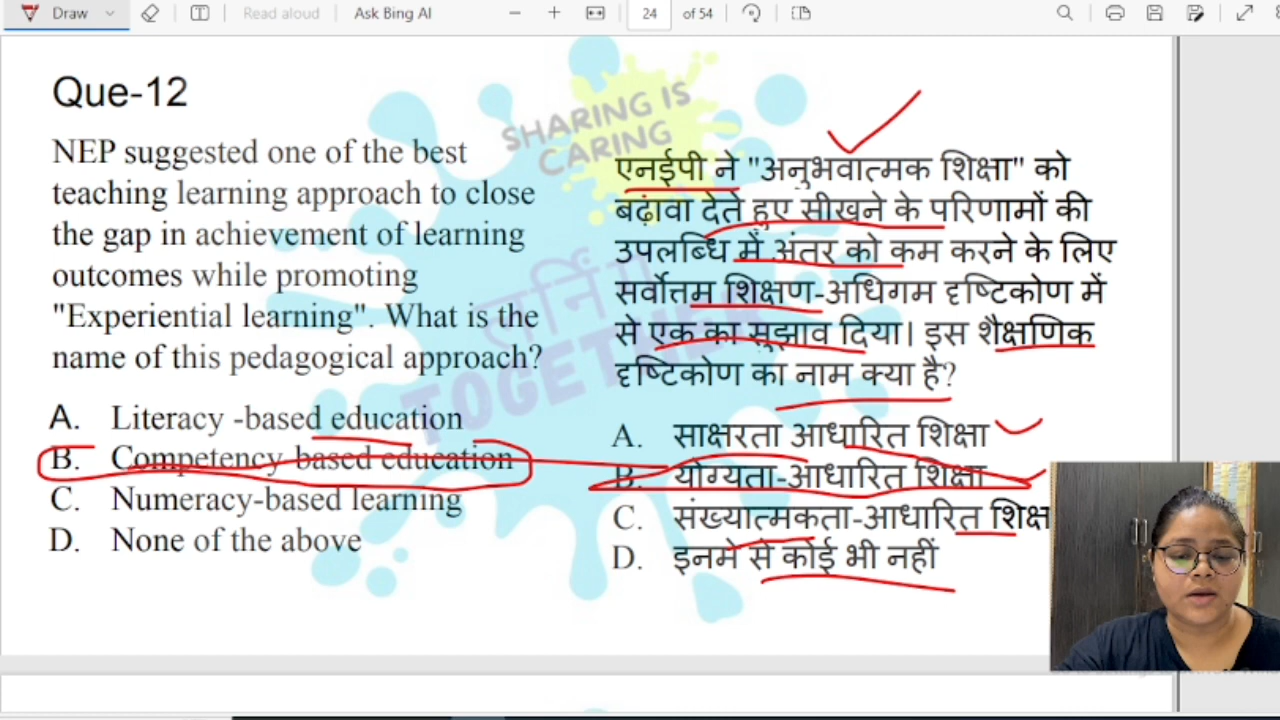 Draw
Read aloud
Ask Bing AI
24
of 54
Que-12
NEP suggested one of the best
teaching learning approach to close
the gap in achievement of learning
outcomes while promoting
"Experiential learning". What is the
name of this pedagogical approach?
A. Literacy -based education
B. Competency-based education
C. Numeracy-based learning
D. None of the above
SHARING IS
CARING
लर्निंग
TOGETHER
एनईपी ने "अनुभवात्मक शिक्षा" को
बढ़ावा देते हुए सीखने के परिणामों की
उपलब्धि में अंतर को कम करने के लिए
सर्वोत्तम शिक्षण-अधिगम दृष्टिकोण में
से एक का सुझाव दिया। इस शैक्षणिक
दृष्टिकोण का नाम क्या है?
A. साक्षरता आधारित शिक्षा
B. योग्यता-आधारित शिक्षा
C. संख्यात्मकता-आधारित शिक्ष
D. इनमे से कोई भी नहीं